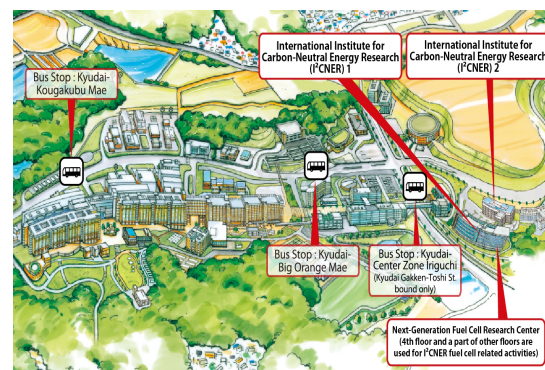 International Institute for
Carbon-Neutral Energy Research
(I²CNER) 1
International Institute for
Carbon-Neutral Energy Research
(I²CNER) 2
Bus Stop : Kyudai-
Kougakubu Mae
Bus Stop : Kyudai-
Big Orange Mae
Bus Stop : Kyudai-
Center Zone Iriguchi
(Kyudai Gakken-Toshi St.
bound only)
Next-Generation Fuel Cell Research Center
(4th floor and a part of other floors are
used for I²CNER fuel cell related activities)